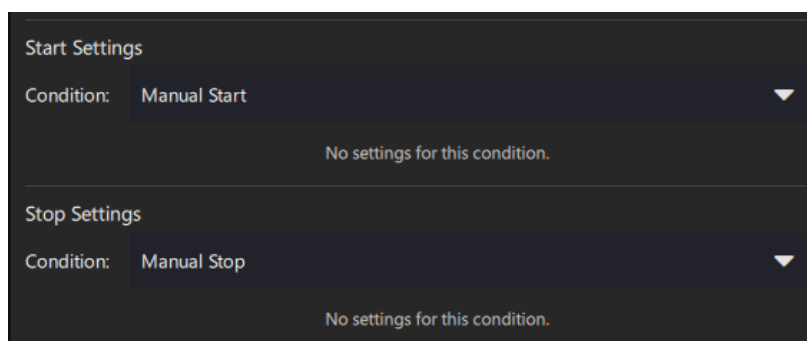 Start Settings
Condition: Manual Start
No settings for this condition.
Stop Settings
Condition: Manual Stop
No settings for this condition.